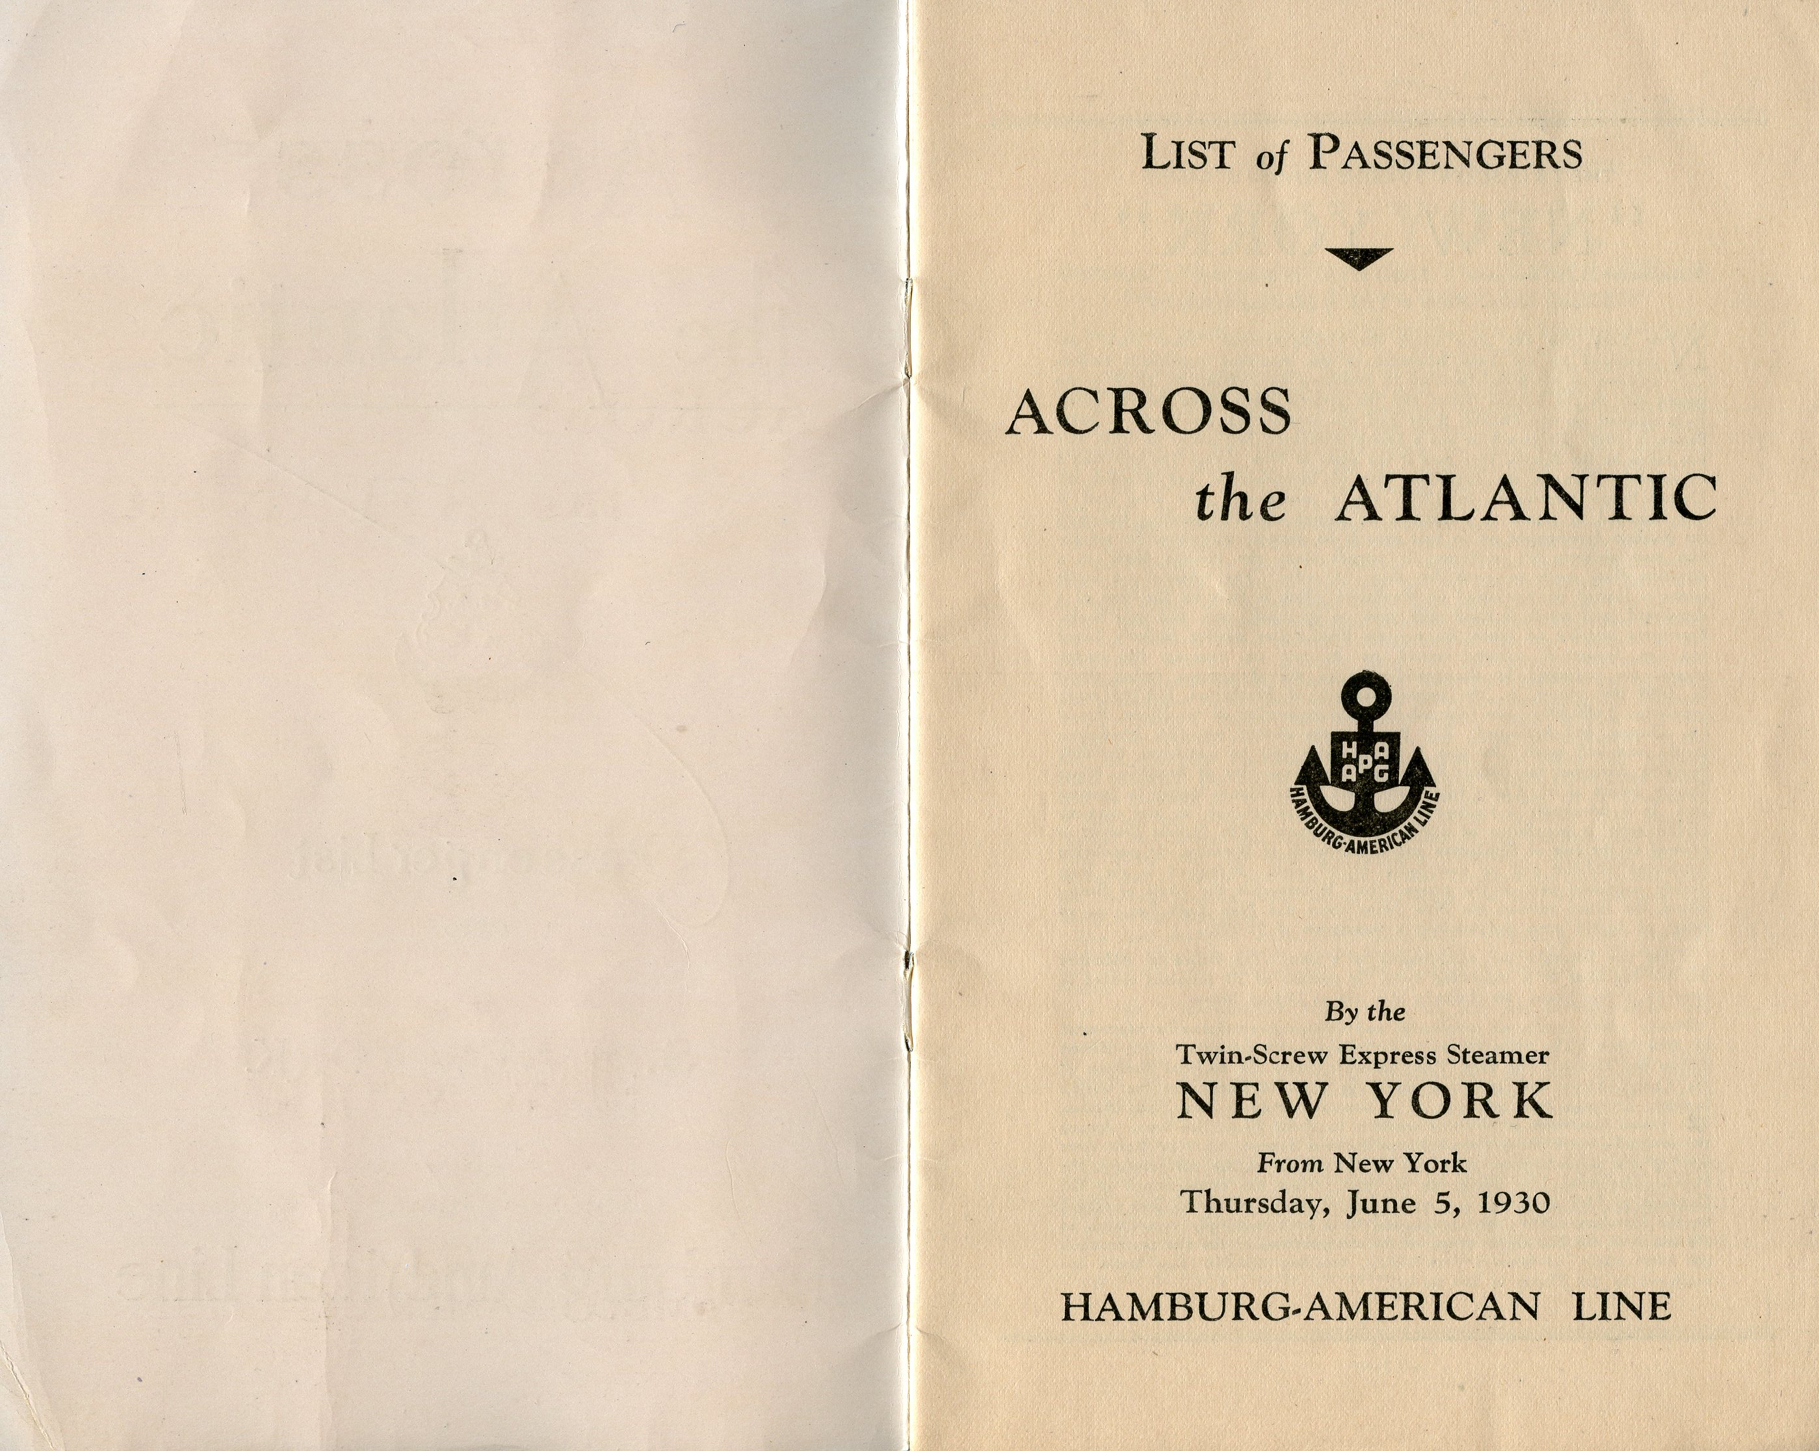 LIST of PASSENGERS
ACROSS
the ATLANTIC
HAPAG
HAMBURG-AMERICAN LINE
By the
Twin-Screw Express Steamer
NEW YORK
From New York
Thursday, June 5, 1930
HAMBURG-AMERICAN LINE